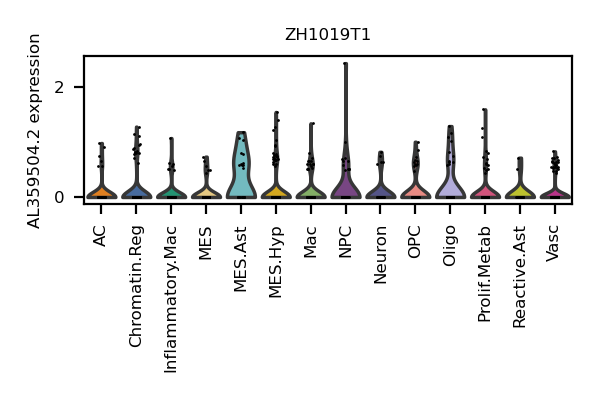 ZH1019T1
AL359504.2 expression
2
0
AC
Chromatin.Reg
Inflammatory.Mac
MES
MES.Ast
MES.Hyp
Mac
NPC
Neuron
OPC
Oligo
Prolif.Metab
Reactive.Ast
Vasc